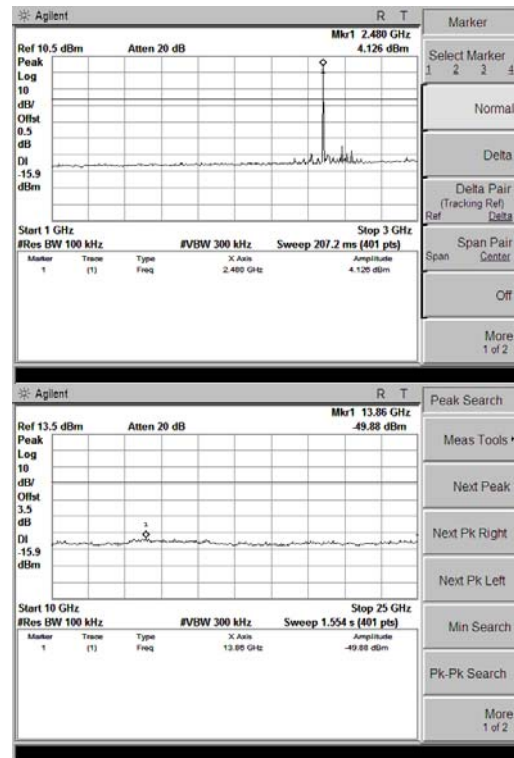 Agilent R T
Mkr1 2.480 GHz
Ref 10.5 dBm Atten 20 dB 4.126 dBm
Peak
Log
10
dB/
Offst
0.5
dB
DI
-15.9
dBm
1
Start 1 GHz Stop 3 GHz
#Res BW 100 kHz #VBW 300 kHz Sweep 207.2 ms (401 pts)
Marker Trace Type X Axis Amplitude
1 (1) Freq 2.480 GHz 4.126 dBm
Marker
Select Marker
1 2 3 4
Normal
Delta
Delta Pair
(Tracking Ref)
Ref Delta
Span Pair
Span Center
Off
More
1 of 2
Agilent R T
Mkr1 13.86 GHz
Ref 13.5 dBm Atten 20 dB -49.88 dBm
Peak
Log
10
dB/
Offst
3.5
dB
DI
-15.9
dBm
1
Start 10 GHz Stop 25 GHz
#Res BW 100 kHz #VBW 300 kHz Sweep 1.554 s (401 pts)
Marker Trace Type X Axis Amplitude
1 (1) Freq 13.86 GHz -49.88 dBm
Peak Search
Meas Tools
Next Peak
Next Pk Right
Next Pk Left
Min Search
Pk-Pk Search
More
1 of 2